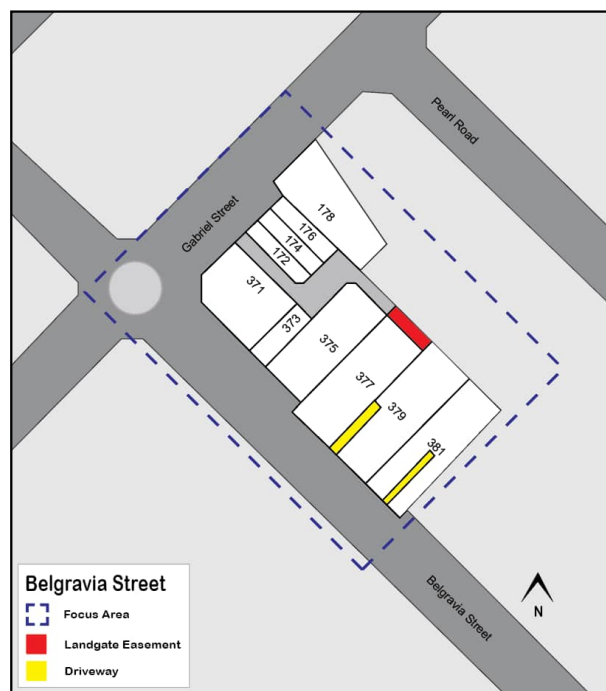 Pearl Road
Gabriel Street
178
176
174
172
371
373
375
377
379
381
Belgravia Street
Belgravia Street
Focus Area
Landgate Easement
Driveway
N